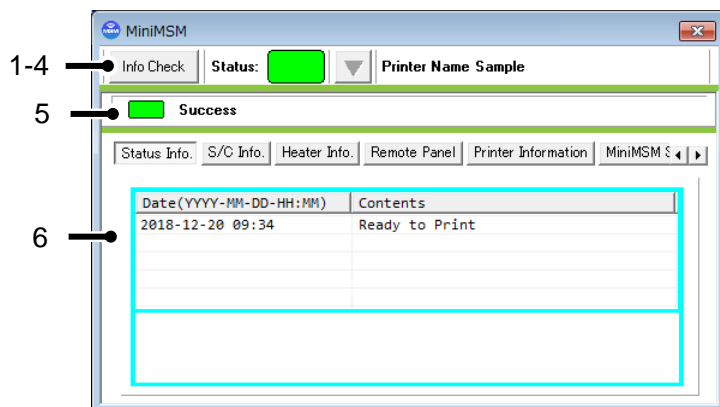 MiniMSM
1-4
Info Check Status: Printer Name Sample
5
Success
Status Info. S/C Info. Heater Info. Remote Panel Printer Information MiniMSM S
6
Date(YYYY-MM-DD-HH:MM) Contents
2018-12-20 09:34 Ready to Print